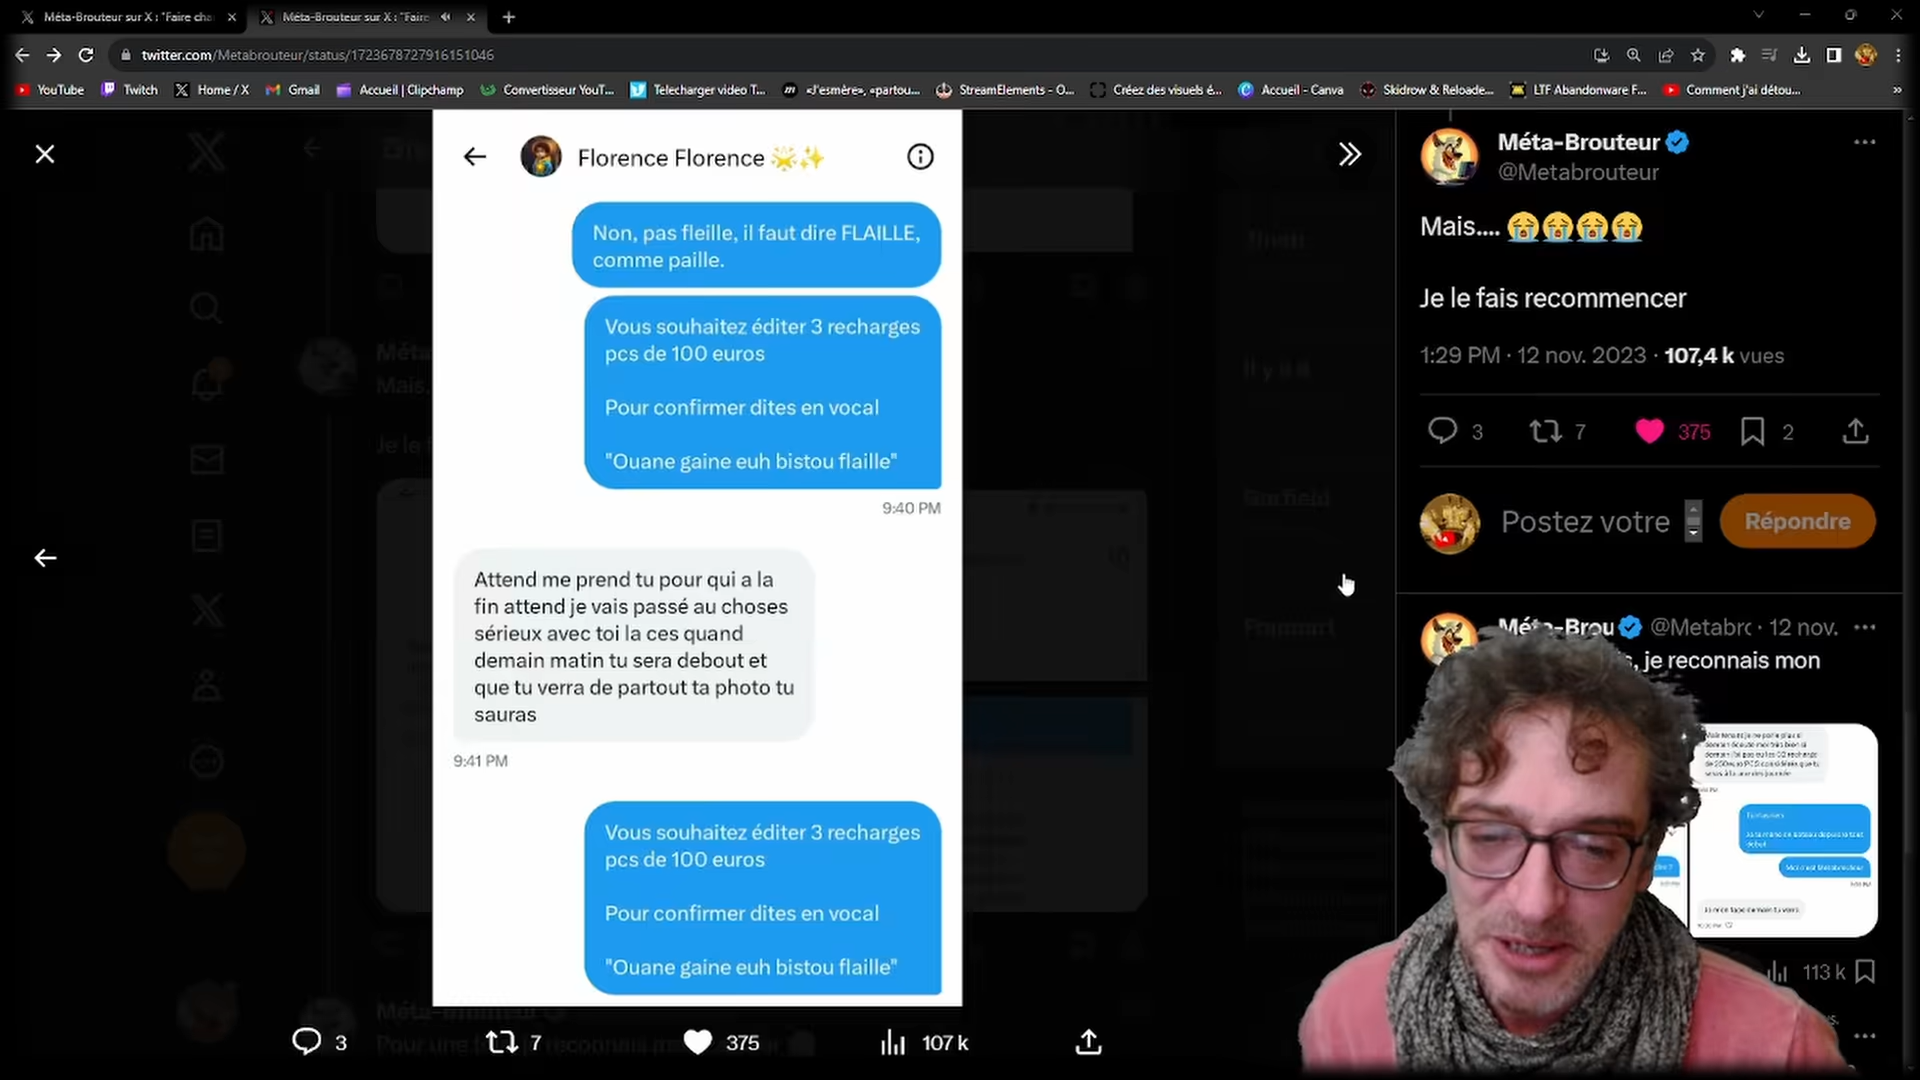 Méta-Brouteur sur X : "Faire cha
Méta-Brouteur sur X : "Faire
twitter.com/Metabrouteur/status/1723678727916151046
YouTube
Twitch
Home / X
Gmail
Accueil | Clipchamp
Convertisseur YouT...
Telecharger video T...
«J'esmère», «partou...
StreamElements - O...
Créez des visuels é...
Accueil - Canva
Skidrow & Reloade...
LTF Abandonware F...
Comment j'ai détou...
Florence Florence
Non, pas fleille, il faut dire FLAILLE,
comme paille.
Vous souhaitez éditer 3 recharges
pcs de 100 euros
Pour confirmer dites en vocal
"Ouane gaine euh bistou flaille"
9:40 PM
Attend me prend tu pour qui a la
fin attend je vais passé au choses
sérieux avec toi la ces quand
demain matin tu sera debout et
que tu verra de partout ta photo tu
sauras
9:41 PM
Vous souhaitez éditer 3 recharges
pcs de 100 euros
Pour confirmer dites en vocal
"Ouane gaine euh bistou flaille"
3
7
375
107 k
Méta-Brouteur
@Metabrouteur
Mais.... 😭😭😭😭
Je le fais recommencer
1:29 PM · 12 nov. 2023 · 107,4 k vues
3
7
375
2
Postez votre
Répondre
Méta-Brou @Metabrc · 12 nov.
, je reconnais mon
113 k